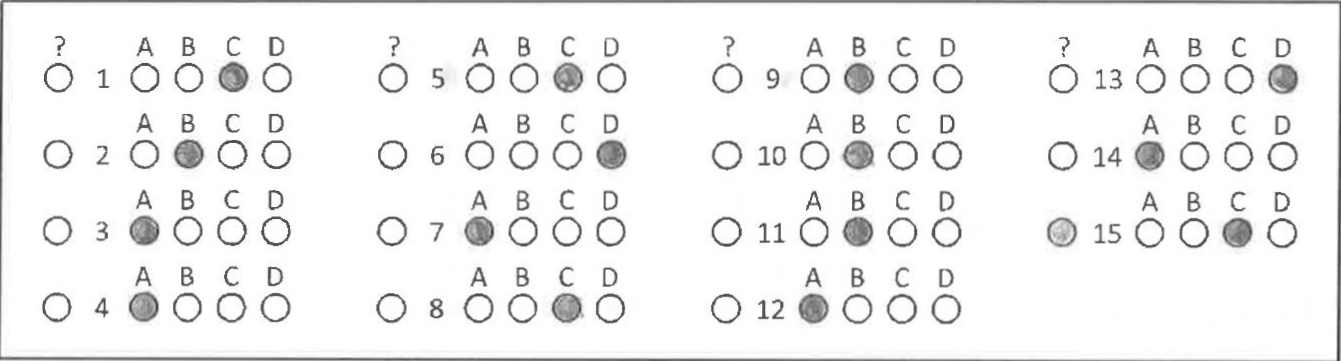 ? A B C D ? A B C D ? A B C D ? A B C D
1 5 9 13
A B C D A B C D A B C D A B C D
2 6 10 14
A B C D A B C D A B C D A B C D
3 7 11 15
A B C D A B C D A B C D
4 8 12